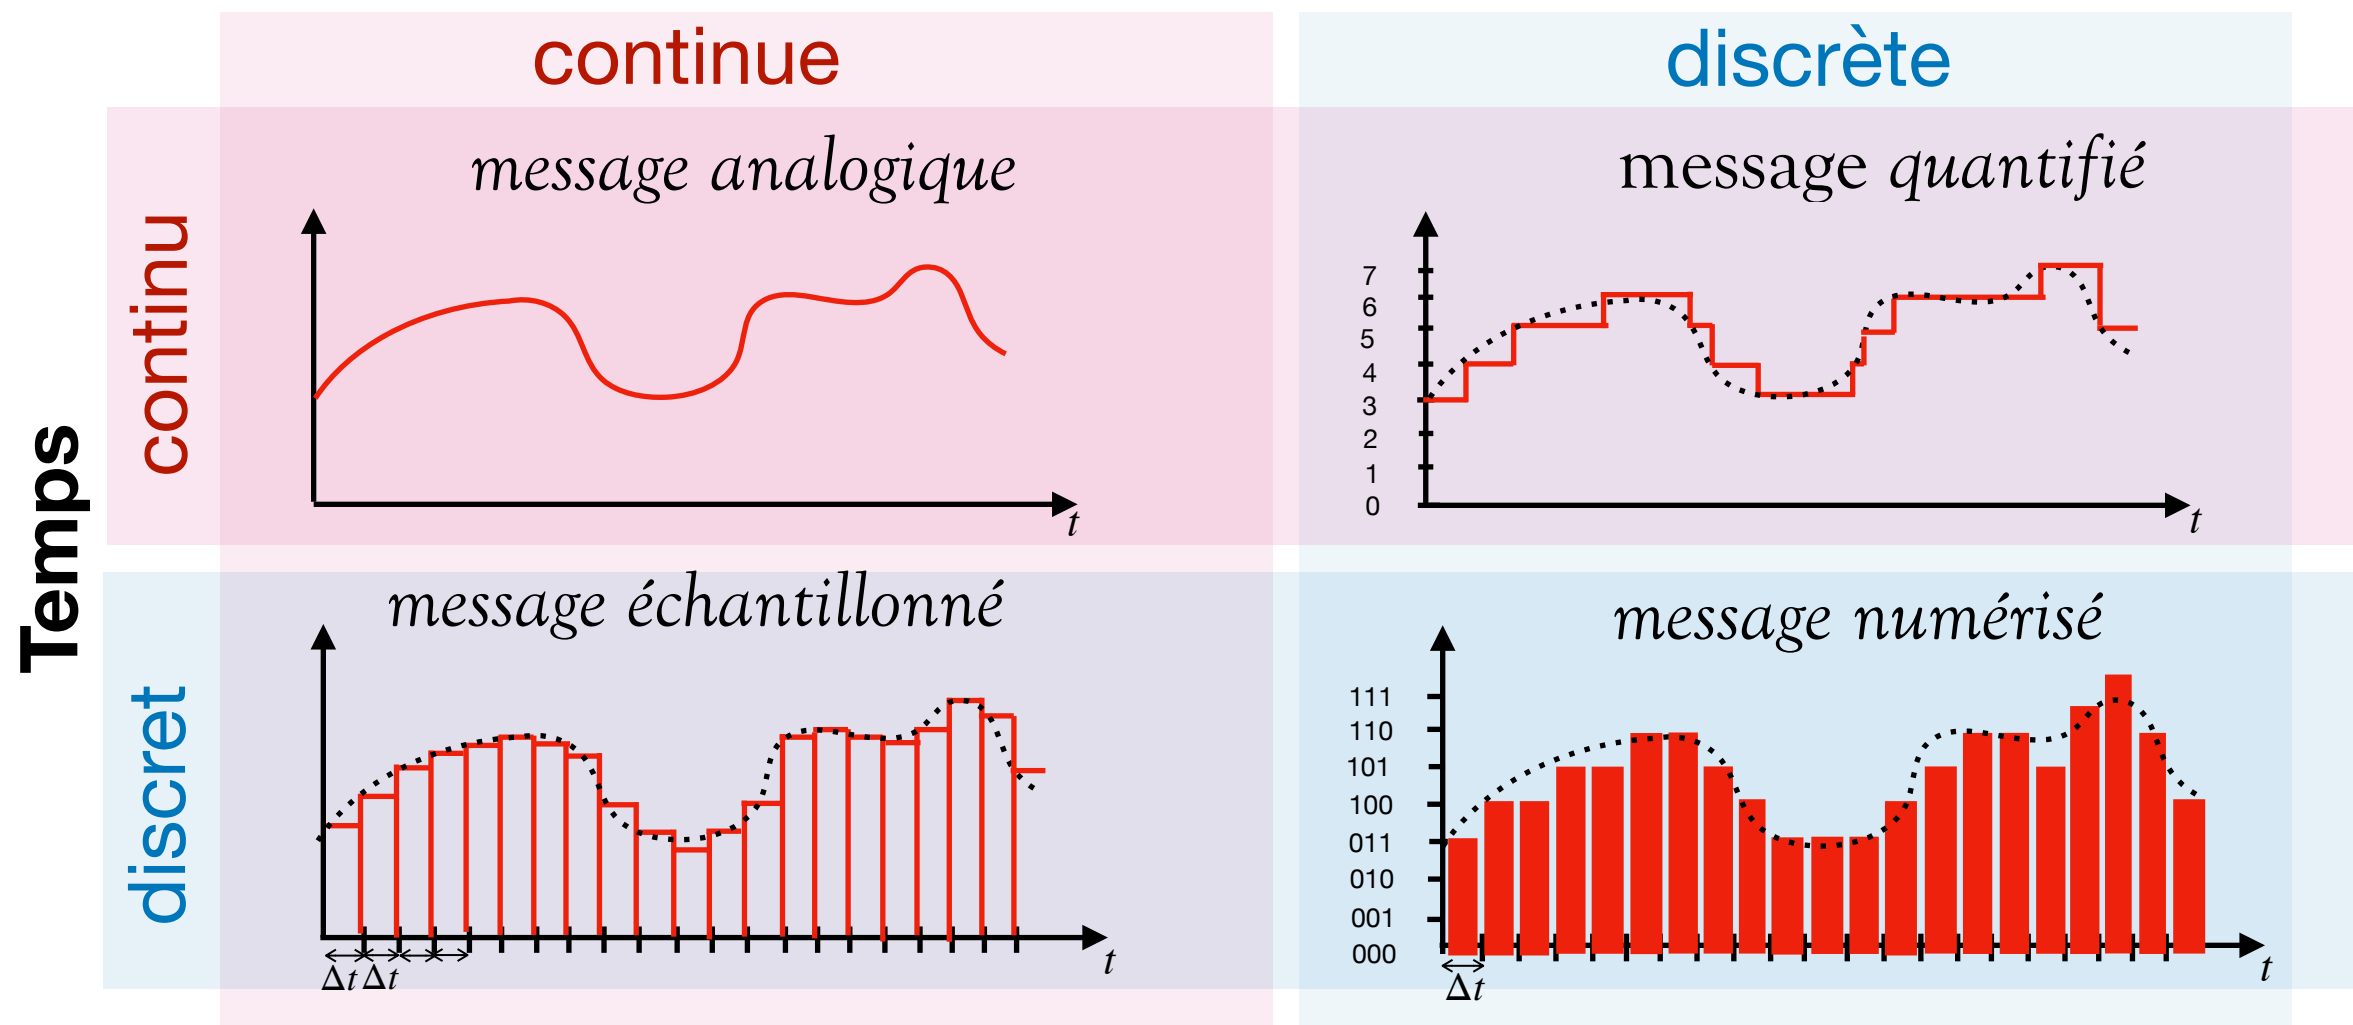 continue
discrète
Temps
continu
message analogique
t
message quantifié
7
6
5
4
3
2
1
0
t
discret
message échantillonné
t
Δt Δt
message numérisé
111
110
101
100
011
010
001
000
t
Δt